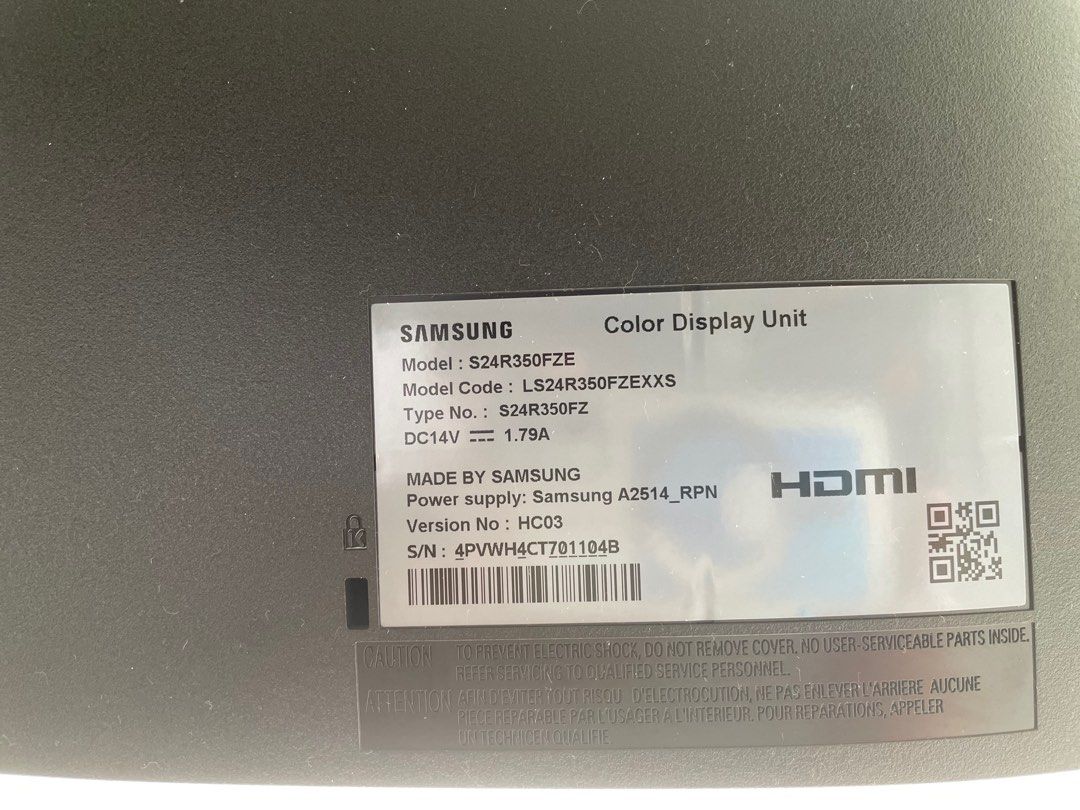 SAMSUNG
Color Display Unit
Model : S24R350FZE
Model Code : LS24R350FZEXXS
Type No. : S24R350FZ
DC14V ⎓ 1.79A
MADE BY SAMSUNG
Power supply: Samsung A2514_RPN
Version No : HC03
S/N : 4PVWH4CT701104B
HDMI
CAUTION TO PREVENT ELECTRIC SHOCK, DO NOT REMOVE COVER. NO USER-SERVICEABLE PARTS INSIDE.
REFER SERVICING TO QUALIFIED SERVICE PERSONNEL.
ATTENTION AFIN D'EVITER TOUT RISQU D'ELECTROCUTION, NE PAS ENLEVER L'ARRIERE AUCUNE
PIECE REPARABLE PAR L'USAGER A L'INTERIEUR. POUR REPARATIONS, APPELER
UN TECHNICEN QUALIFIE